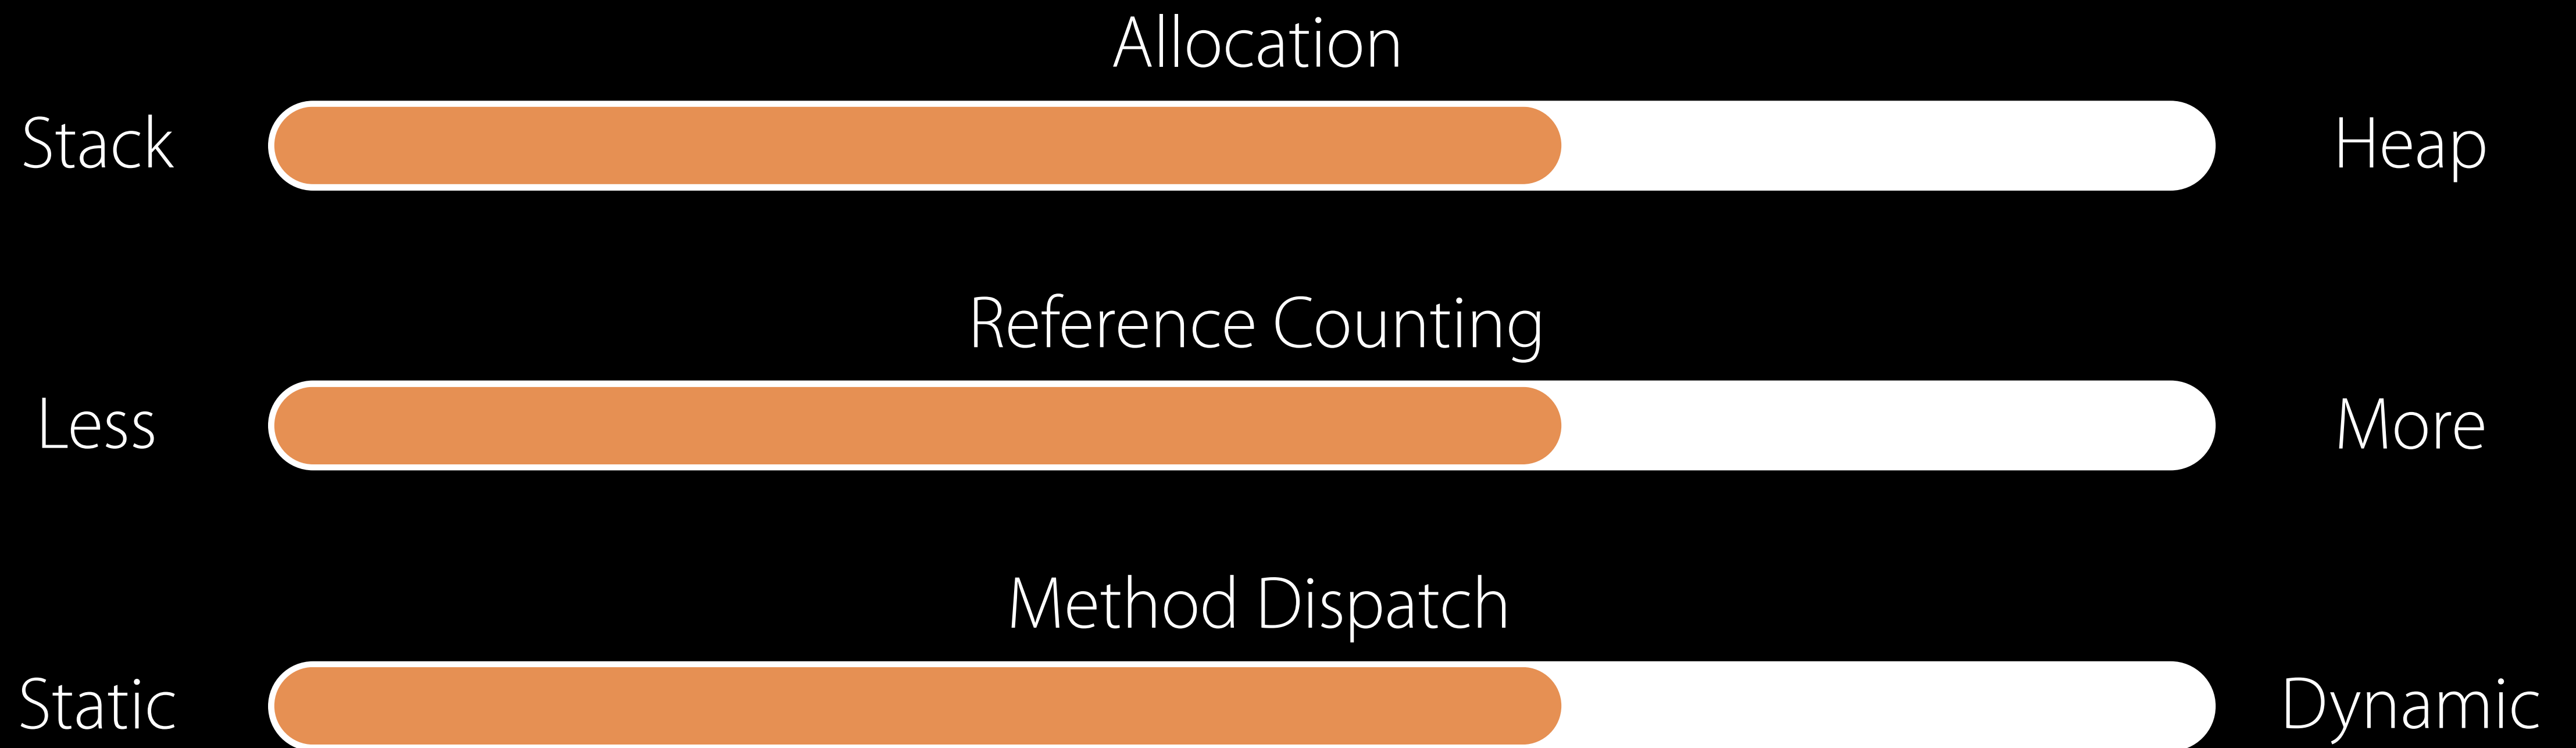 Allocation
Stack Heap
Reference Counting
Less More
Method Dispatch
Static Dynamic